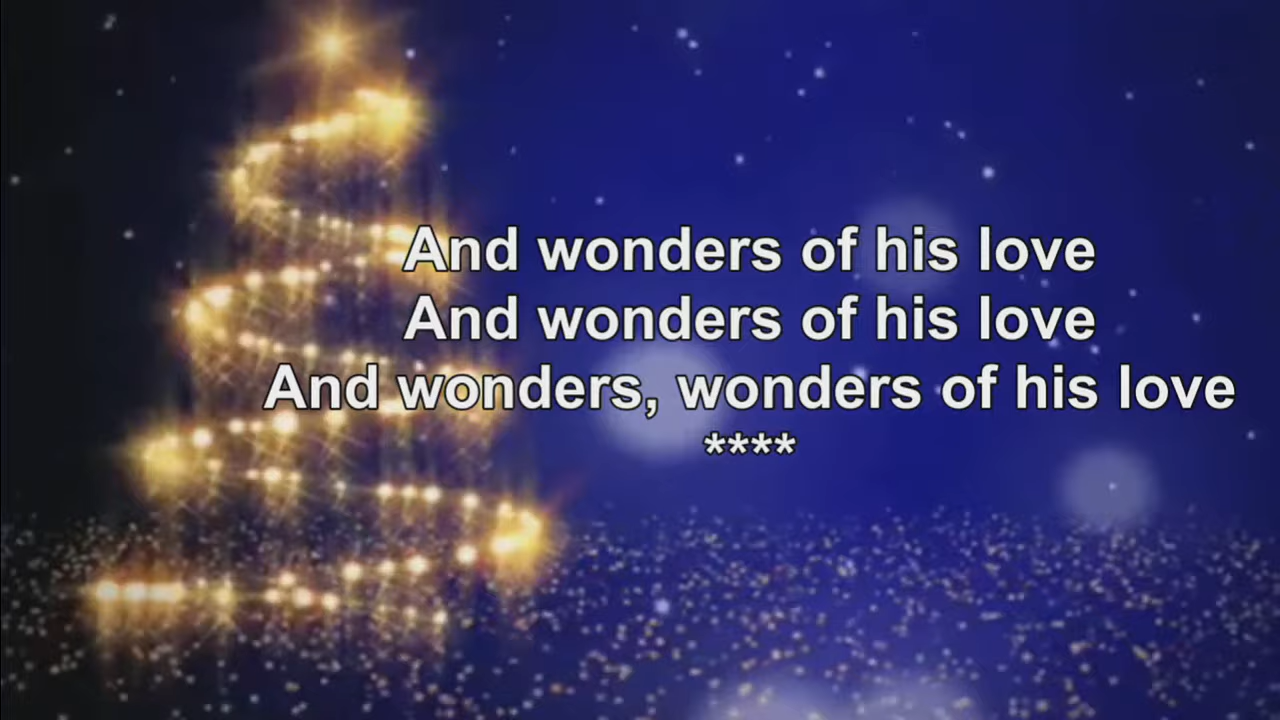 And wonders of his love
And wonders of his love
And wonders, wonders of his love
****